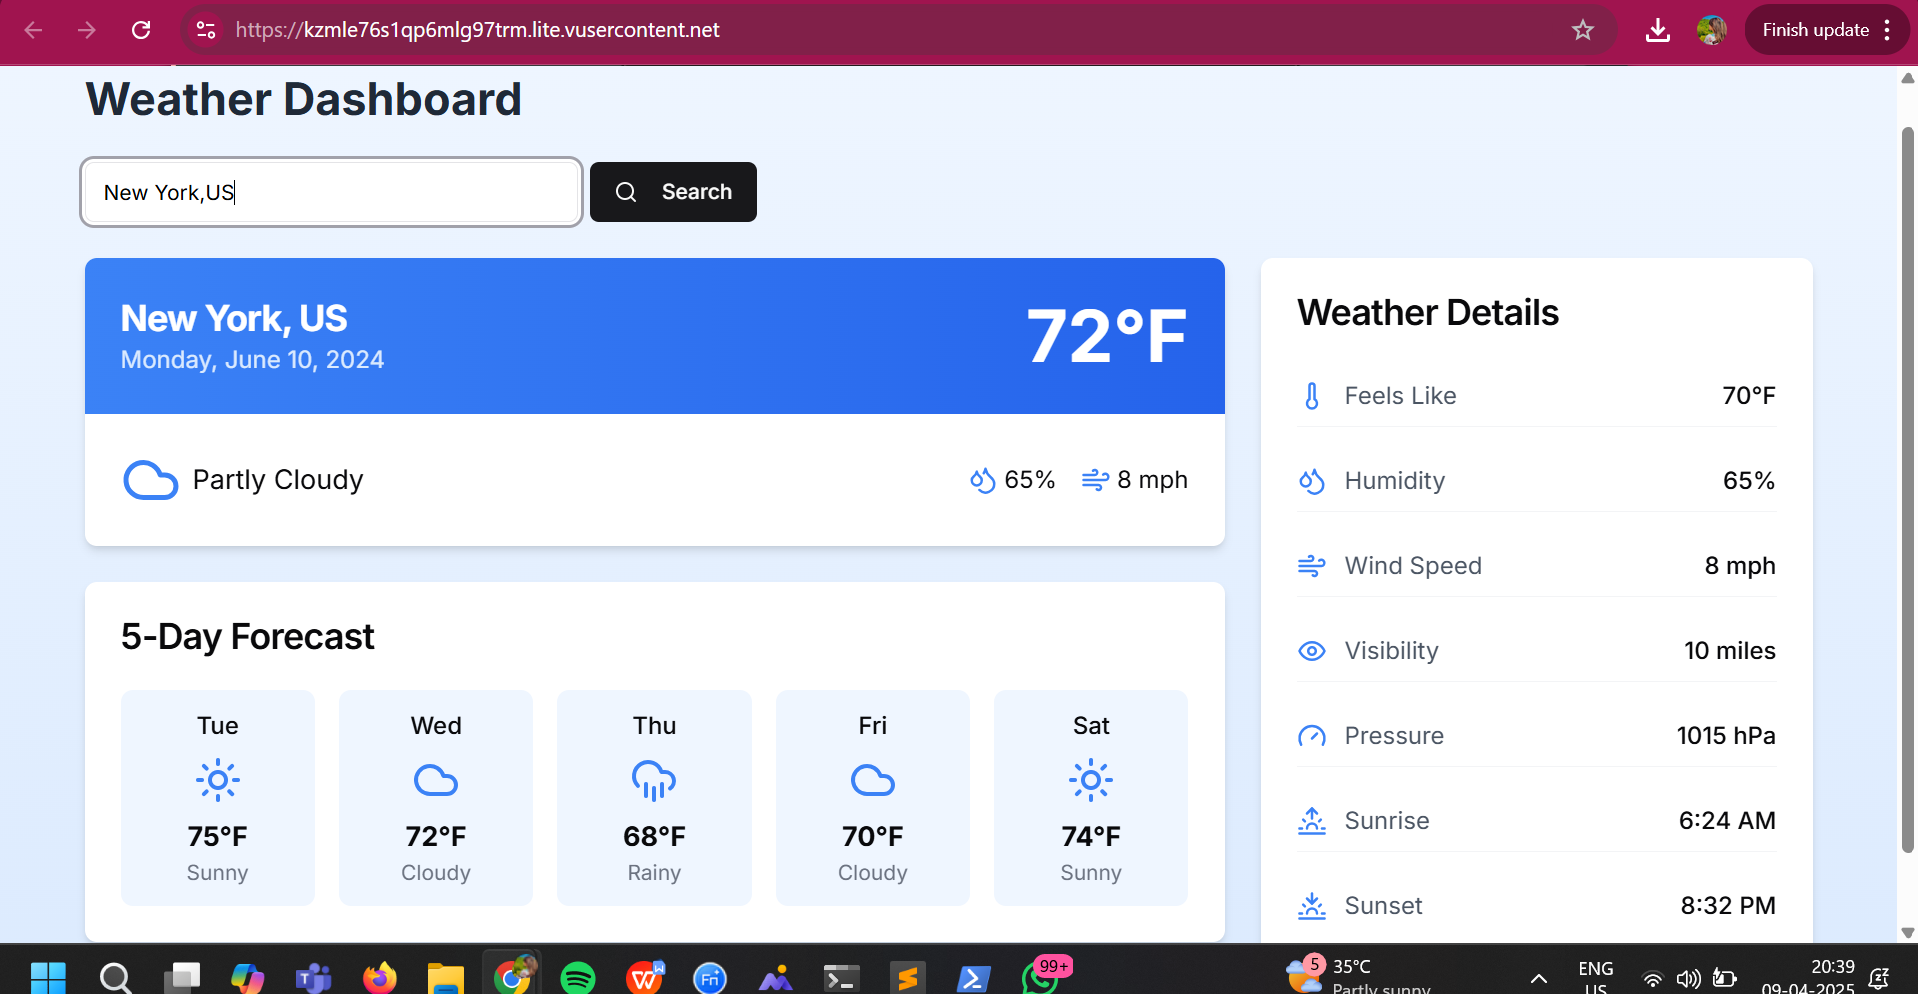 https://kzmle76s1qp6mlg97trm.lite.vusercontent.net
Finish update
Weather Dashboard
New York,US
Search
New York, US
Monday, June 10, 2024
72°F
Partly Cloudy
65%
8 mph
5-Day Forecast
Tue
75°F
Sunny
Wed
72°F
Cloudy
Thu
68°F
Rainy
Fri
70°F
Cloudy
Sat
74°F
Sunny
Weather Details
Feels Like 70°F
Humidity 65%
Wind Speed 8 mph
Visibility 10 miles
Pressure 1015 hPa
Sunrise 6:24 AM
Sunset 8:32 PM
99+
5
35°C
Partly sunny
ENG
US
20:39
09-04-2025